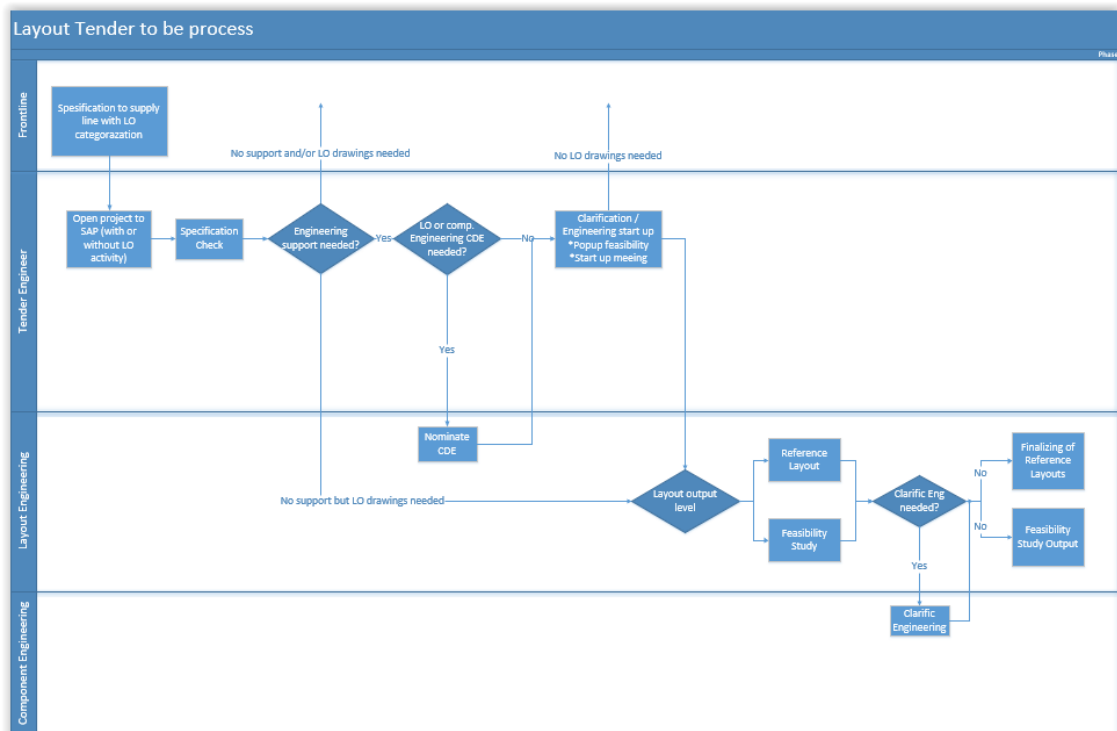 Layout Tender to be process
Phase
Frontline
Spesification to supply
line with LO
categorazation
No support and/or LO drawings needed
No LO drawings needed
Tender Engineer
Open project to
SAP (with or
without LO
activity)
Specification
Check
Engineering
support needed?
Yes
LO or comp.
Engineering CDE
needed?
No
Clarification /
Engineering start up
*Popup feasibility
*Start up meeing
Yes
Layout Engineering
Nominate
CDE
No support but LO drawings needed
Layout output
level
Reference
Layout
Feasibility
Study
Clarific Eng
needed?
No
No
Finalizing of
Reference
Layouts
Feasibility
Study Output
Yes
Component Engineering
Clarific
Engineering